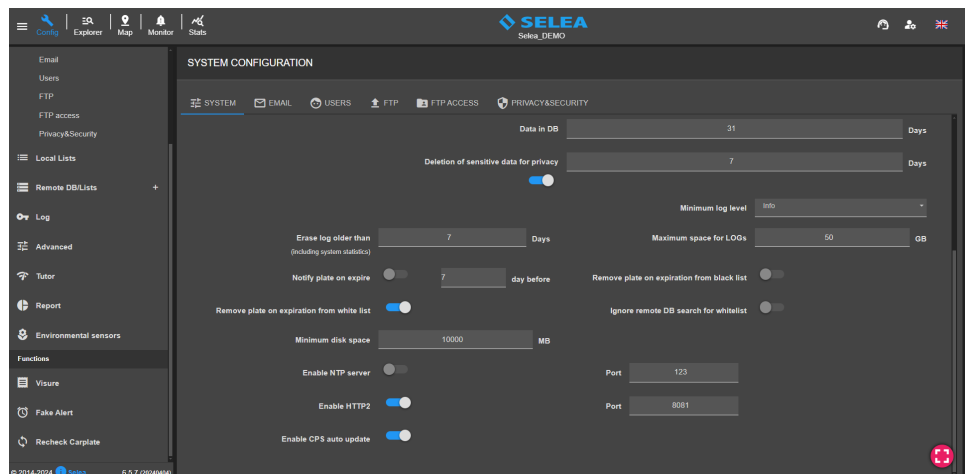 Config
Explorer
Map
Monitor
Stats
SELEA
Selea_DEMO
Email
Users
FTP
FTP access
Privacy&Security
Local Lists
Remote DB/Lists +
Log
Advanced
Tutor
Report
Environmental sensors
Functions
Visure
Fake Alert
Recheck Carplate
© 2014-2024 Selea 6.5.7 (20240404)
SYSTEM CONFIGURATION
SYSTEM EMAIL USERS FTP FTP ACCESS PRIVACY&SECURITY
Data in DB 31 Days
Deletion of sensitive data for privacy 7 Days
Minimum log level Info
Erase log older than 7 Days Maximum space for LOGs 50 GB
(including system statistics)
Notify plate on expire 7 day before Remove plate on expiration from black list
Remove plate on expiration from white list Ignore remote DB search for whitelist
Minimum disk space 10000 MB
Enable NTP server Port 123
Enable HTTP2 Port 8081
Enable CPS auto update